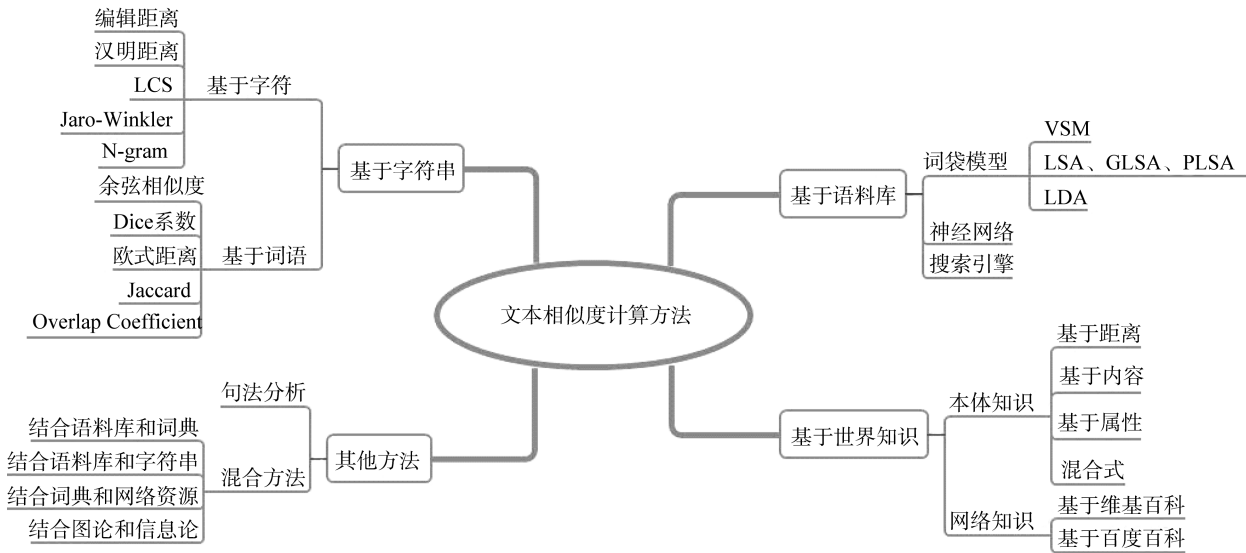 文本相似度计算方法
基于字符串
基于字符
编辑距离
汉明距离
LCS
Jaro-Winkler
N-gram
基于词语
余弦相似度
Dice系数
欧式距离
Jaccard
Overlap Coefficient
基于语料库
词袋模型
VSM
LSA、GLSA、PLSA
LDA
神经网络
搜索引擎
基于世界知识
本体知识
基于距离
基于内容
基于属性
混合式
网络知识
基于维基百科
基于百度百科
其他方法
句法分析
混合方法
结合语料库和词典
结合语料库和字符串
结合词典和网络资源
结合图论和信息论